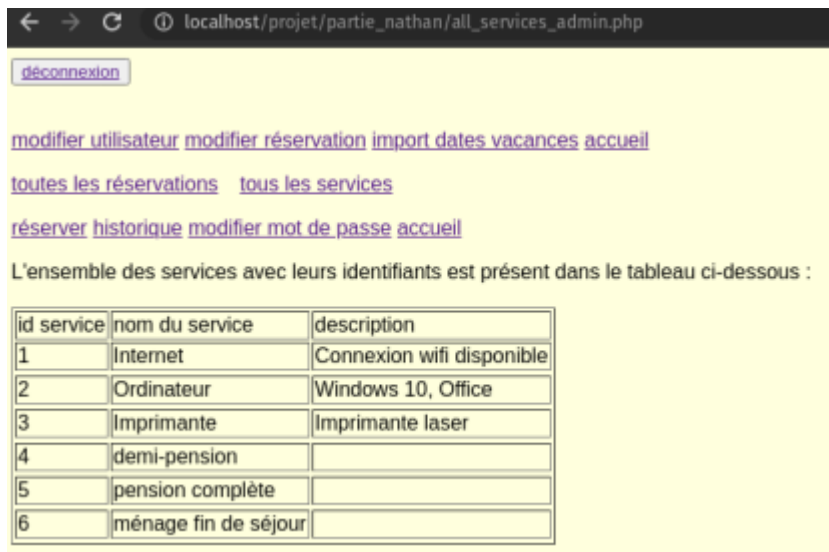 localhost/projet/partie_nathan/all_services_admin.php
déconnexion
modifier utilisateur modifier réservation import dates vacances accueil
toutes les réservations tous les services
réserver historique modifier mot de passe accueil
L'ensemble des services avec leurs identifiants est présent dans le tableau ci-dessous :
id service nom du service description
1 Internet Connexion wifi disponible
2 Ordinateur Windows 10, Office
3 Imprimante Imprimante laser
4 demi-pension
5 pension complète
6 ménage fin de séjour